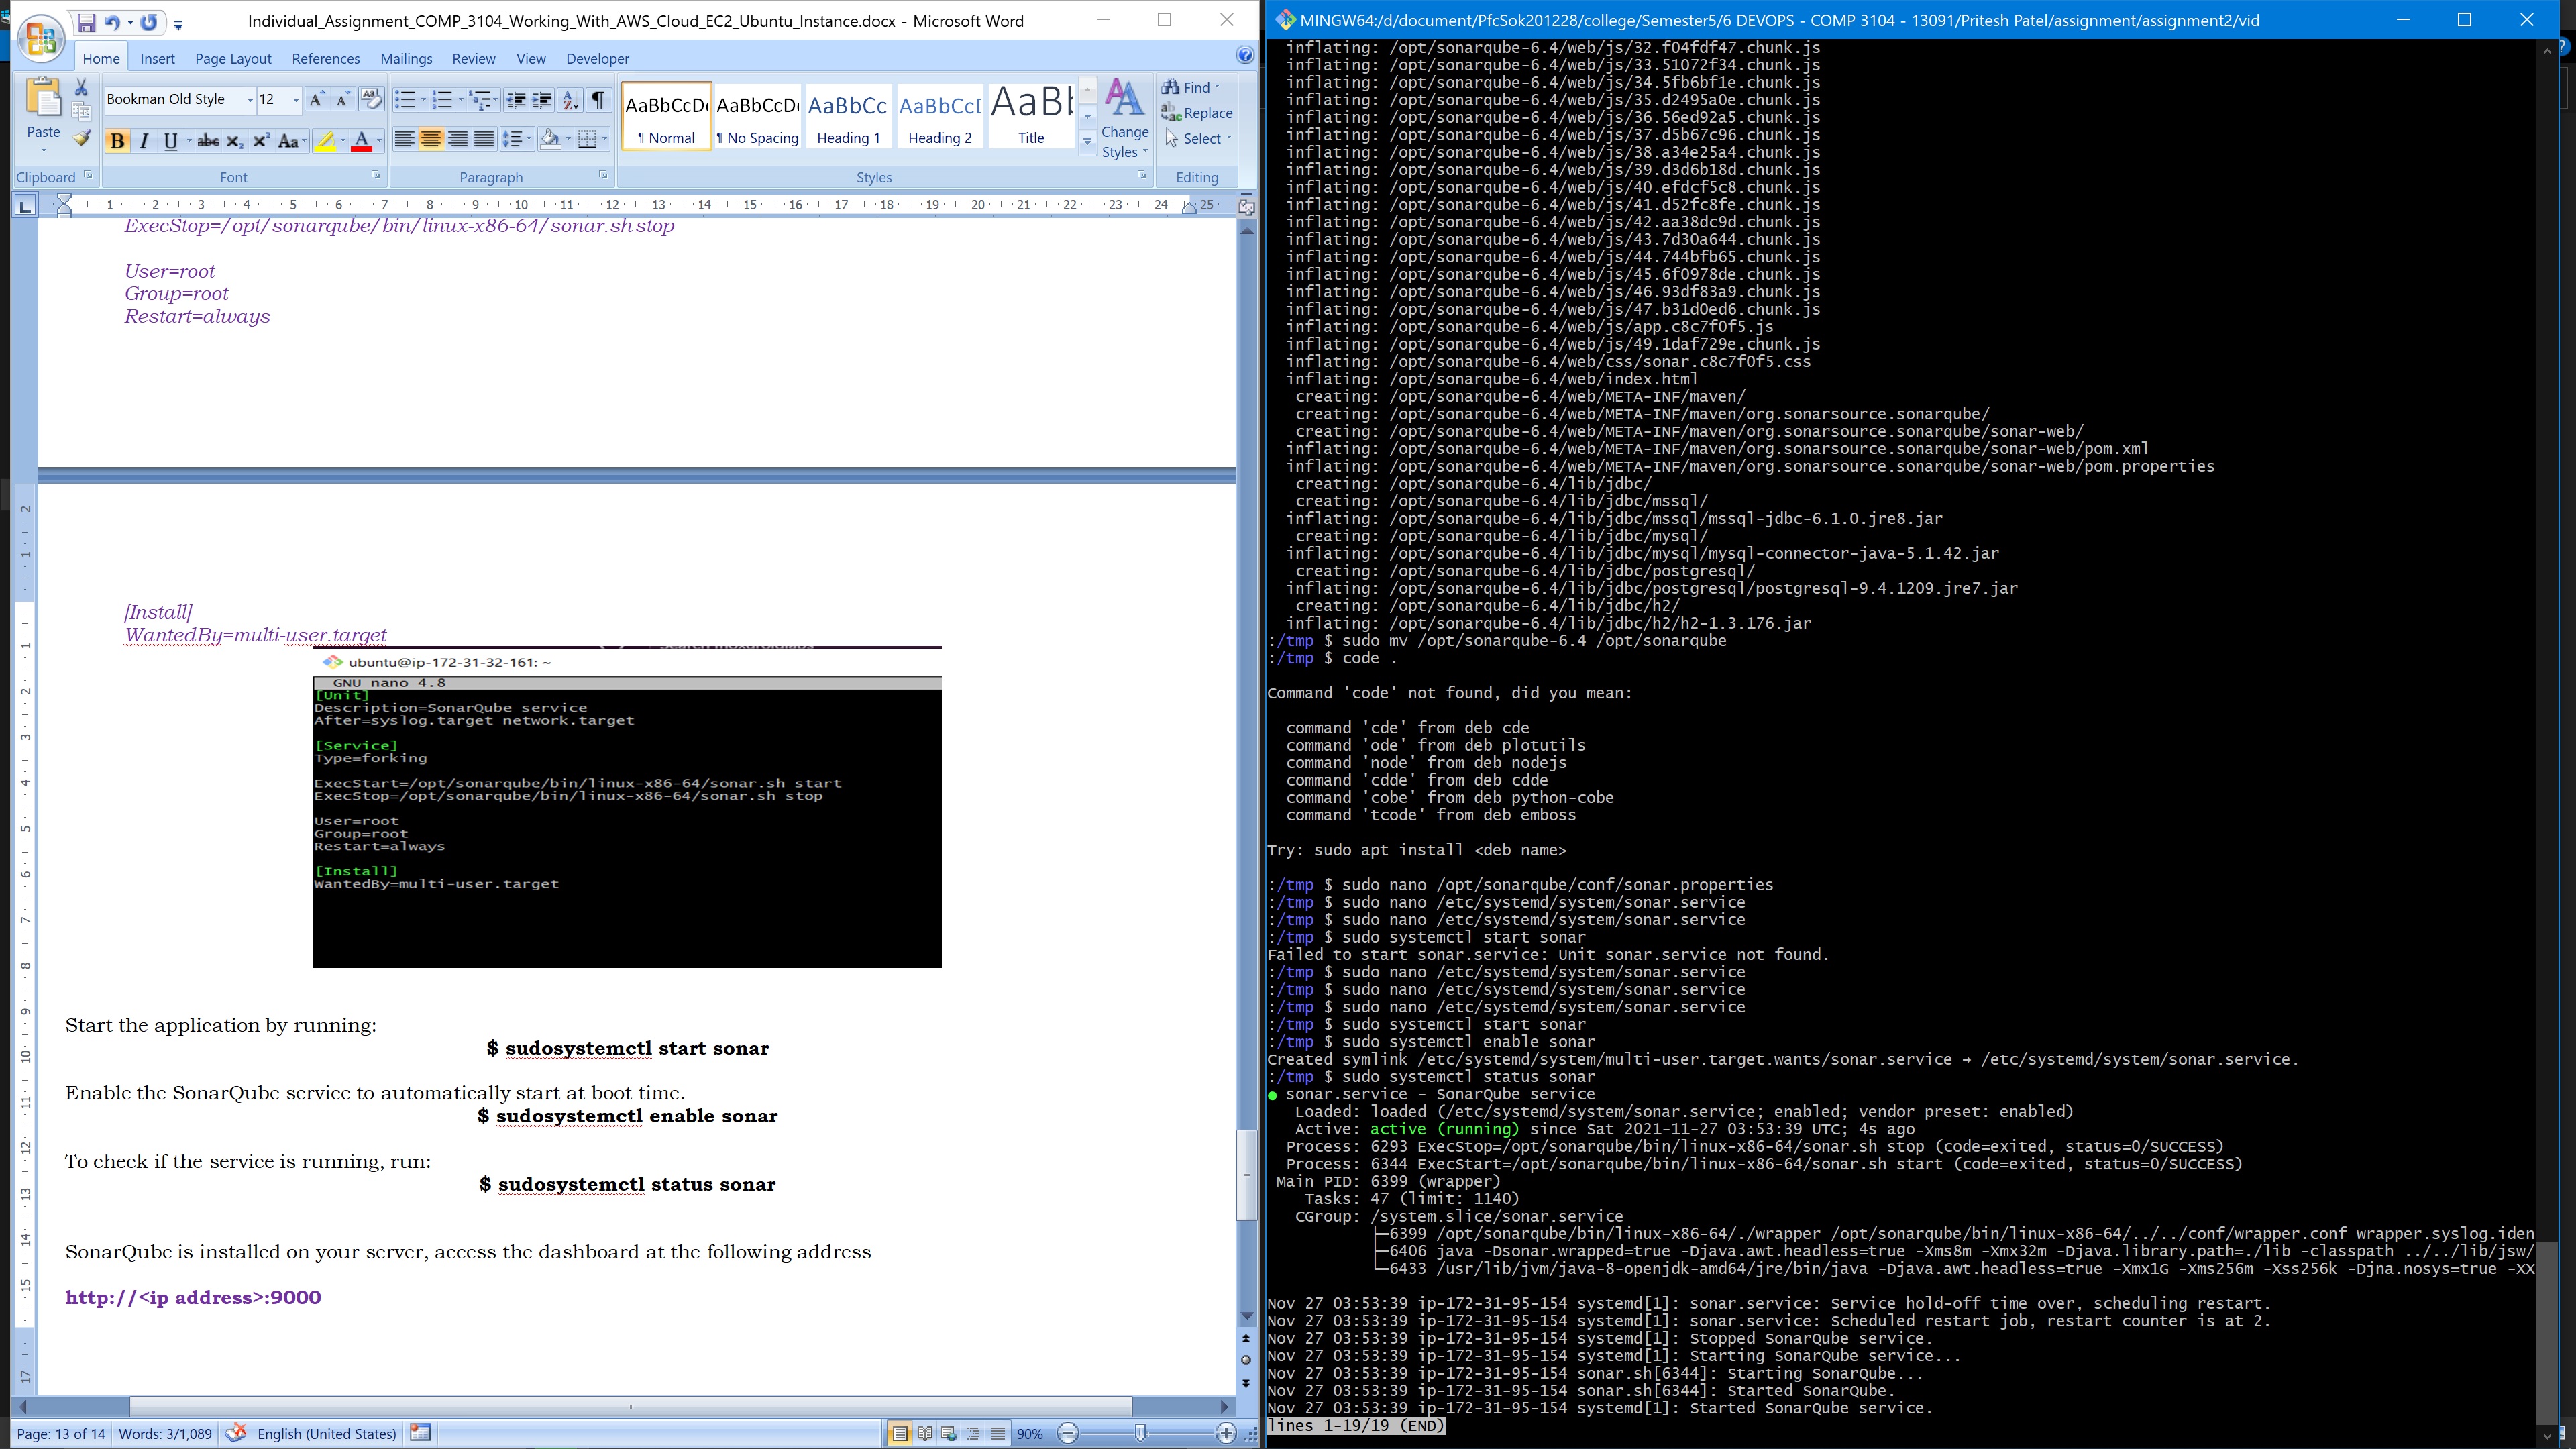 Individual_Assignment_COMP_3104_Working_With_AWS_Cloud_EC2_Ubuntu_Instance.docx - Microsoft Word
Home Insert Page Layout References Mailings Review View Developer
Bookman Old Style 12
Paste
AaBbCcDc AaBbCcDc AaBbCc AaBbCcD AaBb
¶ Normal ¶ No Spacing Heading 1 Heading 2 Title
Change Styles
Find
Replace
Select
Clipboard Font Paragraph Styles Editing
1 2 3 4 5 6 7 8 9 10 11 12 13 14 15 16 17 18 19 20 21 22 23 24 25
ExecStop=/opt/sonarqube/bin/linux-x86-64/sonar.sh stop
User=root
Group=root
Restart=always
[Install]
WantedBy=multi-user.target
ubuntu@ip-172-31-32-161: ~
GNU nano 4.8
[Unit]
Description=SonarQube service
After=syslog.target network.target
[Service]
Type=forking
ExecStart=/opt/sonarqube/bin/linux-x86-64/sonar.sh start
ExecStop=/opt/sonarqube/bin/linux-x86-64/sonar.sh stop
User=root
Group=root
Restart=always
[Install]
WantedBy=multi-user.target
Start the application by running:
$ sudosystemctl start sonar
Enable the SonarQube service to automatically start at boot time.
$ sudosystemctl enable sonar
To check if the service is running, run:
$ sudosystemctl status sonar
SonarQube is installed on your server, access the dashboard at the following address
http://<ip address>:9000
Page: 13 of 14 Words: 3/1,089 English (United States) 90%
MINGW64:/d/document/PfcSok201228/college/Semester5/6 DEVOPS - COMP 3104 - 13091/Pritesh Patel/assignment/assignment2/vid
inflating: /opt/sonarqube-6.4/web/js/32.f04fdf47.chunk.js
inflating: /opt/sonarqube-6.4/web/js/33.51072f34.chunk.js
inflating: /opt/sonarqube-6.4/web/js/34.5fb6bf1e.chunk.js
inflating: /opt/sonarqube-6.4/web/js/35.d2495a0e.chunk.js
inflating: /opt/sonarqube-6.4/web/js/36.56ed92a5.chunk.js
inflating: /opt/sonarqube-6.4/web/js/37.d5b67c96.chunk.js
inflating: /opt/sonarqube-6.4/web/js/38.a34e25a4.chunk.js
inflating: /opt/sonarqube-6.4/web/js/39.d3d6b18d.chunk.js
inflating: /opt/sonarqube-6.4/web/js/40.efdcf5c8.chunk.js
inflating: /opt/sonarqube-6.4/web/js/41.d52fc8fe.chunk.js
inflating: /opt/sonarqube-6.4/web/js/42.aa38dc9d.chunk.js
inflating: /opt/sonarqube-6.4/web/js/43.7d30a644.chunk.js
inflating: /opt/sonarqube-6.4/web/js/44.744bfb65.chunk.js
inflating: /opt/sonarqube-6.4/web/js/45.6f0978de.chunk.js
inflating: /opt/sonarqube-6.4/web/js/46.93df83a9.chunk.js
inflating: /opt/sonarqube-6.4/web/js/47.b31d0ed6.chunk.js
inflating: /opt/sonarqube-6.4/web/js/app.c8c7f0f5.js
inflating: /opt/sonarqube-6.4/web/js/49.1daf729e.chunk.js
inflating: /opt/sonarqube-6.4/web/css/sonar.c8c7f0f5.css
inflating: /opt/sonarqube-6.4/web/index.html
creating: /opt/sonarqube-6.4/web/META-INF/maven/
creating: /opt/sonarqube-6.4/web/META-INF/maven/org.sonarsource.sonarqube/
creating: /opt/sonarqube-6.4/web/META-INF/maven/org.sonarsource.sonarqube/sonar-web/
inflating: /opt/sonarqube-6.4/web/META-INF/maven/org.sonarsource.sonarqube/sonar-web/pom.xml
inflating: /opt/sonarqube-6.4/web/META-INF/maven/org.sonarsource.sonarqube/sonar-web/pom.properties
creating: /opt/sonarqube-6.4/lib/jdbc/
creating: /opt/sonarqube-6.4/lib/jdbc/mssql/
inflating: /opt/sonarqube-6.4/lib/jdbc/mssql/mssql-jdbc-6.1.0.jre8.jar
creating: /opt/sonarqube-6.4/lib/jdbc/mysql/
inflating: /opt/sonarqube-6.4/lib/jdbc/mysql/mysql-connector-java-5.1.42.jar
creating: /opt/sonarqube-6.4/lib/jdbc/postgresql/
inflating: /opt/sonarqube-6.4/lib/jdbc/postgresql/postgresql-9.4.1209.jre7.jar
creating: /opt/sonarqube-6.4/lib/jdbc/h2/
inflating: /opt/sonarqube-6.4/lib/jdbc/h2/h2-1.3.176.jar
:/tmp $ sudo mv /opt/sonarqube-6.4 /opt/sonarqube
:/tmp $ code .
Command 'code' not found, did you mean:
command 'cde' from deb cde
command 'ode' from deb plotutils
command 'node' from deb nodejs
command 'cdde' from deb cdde
command 'cobe' from deb python-cobe
command 'tcode' from deb emboss
Try: sudo apt install <deb name>
:/tmp $ sudo nano /opt/sonarqube/conf/sonar.properties
:/tmp $ sudo nano /etc/systemd/system/sonar.service
:/tmp $ sudo nano /etc/systemd/system/sonar.service
:/tmp $ sudo systemctl start sonar
Failed to start sonar.service: Unit sonar.service not found.
:/tmp $ sudo nano /etc/systemd/system/sonar.service
:/tmp $ sudo nano /etc/systemd/system/sonar.service
:/tmp $ sudo nano /etc/systemd/system/sonar.service
:/tmp $ sudo systemctl start sonar
:/tmp $ sudo systemctl enable sonar
Created symlink /etc/systemd/system/multi-user.target.wants/sonar.service → /etc/systemd/system/sonar.service.
:/tmp $ sudo systemctl status sonar
● sonar.service - SonarQube service
Loaded: loaded (/etc/systemd/system/sonar.service; enabled; vendor preset: enabled)
Active: active (running) since Sat 2021-11-27 03:53:39 UTC; 4s ago
Process: 6293 ExecStop=/opt/sonarqube/bin/linux-x86-64/sonar.sh stop (code=exited, status=0/SUCCESS)
Process: 6344 ExecStart=/opt/sonarqube/bin/linux-x86-64/sonar.sh start (code=exited, status=0/SUCCESS)
Main PID: 6399 (wrapper)
Tasks: 47 (limit: 1140)
CGroup: /system.slice/sonar.service
├─6399 /opt/sonarqube/bin/linux-x86-64/./wrapper /opt/sonarqube/bin/linux-x86-64/../../conf/wrapper.conf wrapper.syslog.iden
├─6406 java -Dsonar.wrapped=true -Djava.awt.headless=true -Xms8m -Xmx32m -Djava.library.path=./lib -classpath ../../lib/jsw/
└─6433 /usr/lib/jvm/java-8-openjdk-amd64/jre/bin/java -Djava.awt.headless=true -Xmx1G -Xms256m -Xss256k -Djna.nosys=true -XX
Nov 27 03:53:39 ip-172-31-95-154 systemd[1]: sonar.service: Service hold-off time over, scheduling restart.
Nov 27 03:53:39 ip-172-31-95-154 systemd[1]: sonar.service: Scheduled restart job, restart counter is at 2.
Nov 27 03:53:39 ip-172-31-95-154 systemd[1]: Stopped SonarQube service.
Nov 27 03:53:39 ip-172-31-95-154 systemd[1]: Starting SonarQube service...
Nov 27 03:53:39 ip-172-31-95-154 sonar.sh[6344]: Starting SonarQube...
Nov 27 03:53:39 ip-172-31-95-154 sonar.sh[6344]: Started SonarQube.
Nov 27 03:53:39 ip-172-31-95-154 systemd[1]: Started SonarQube service.
lines 1-19/19 (END)